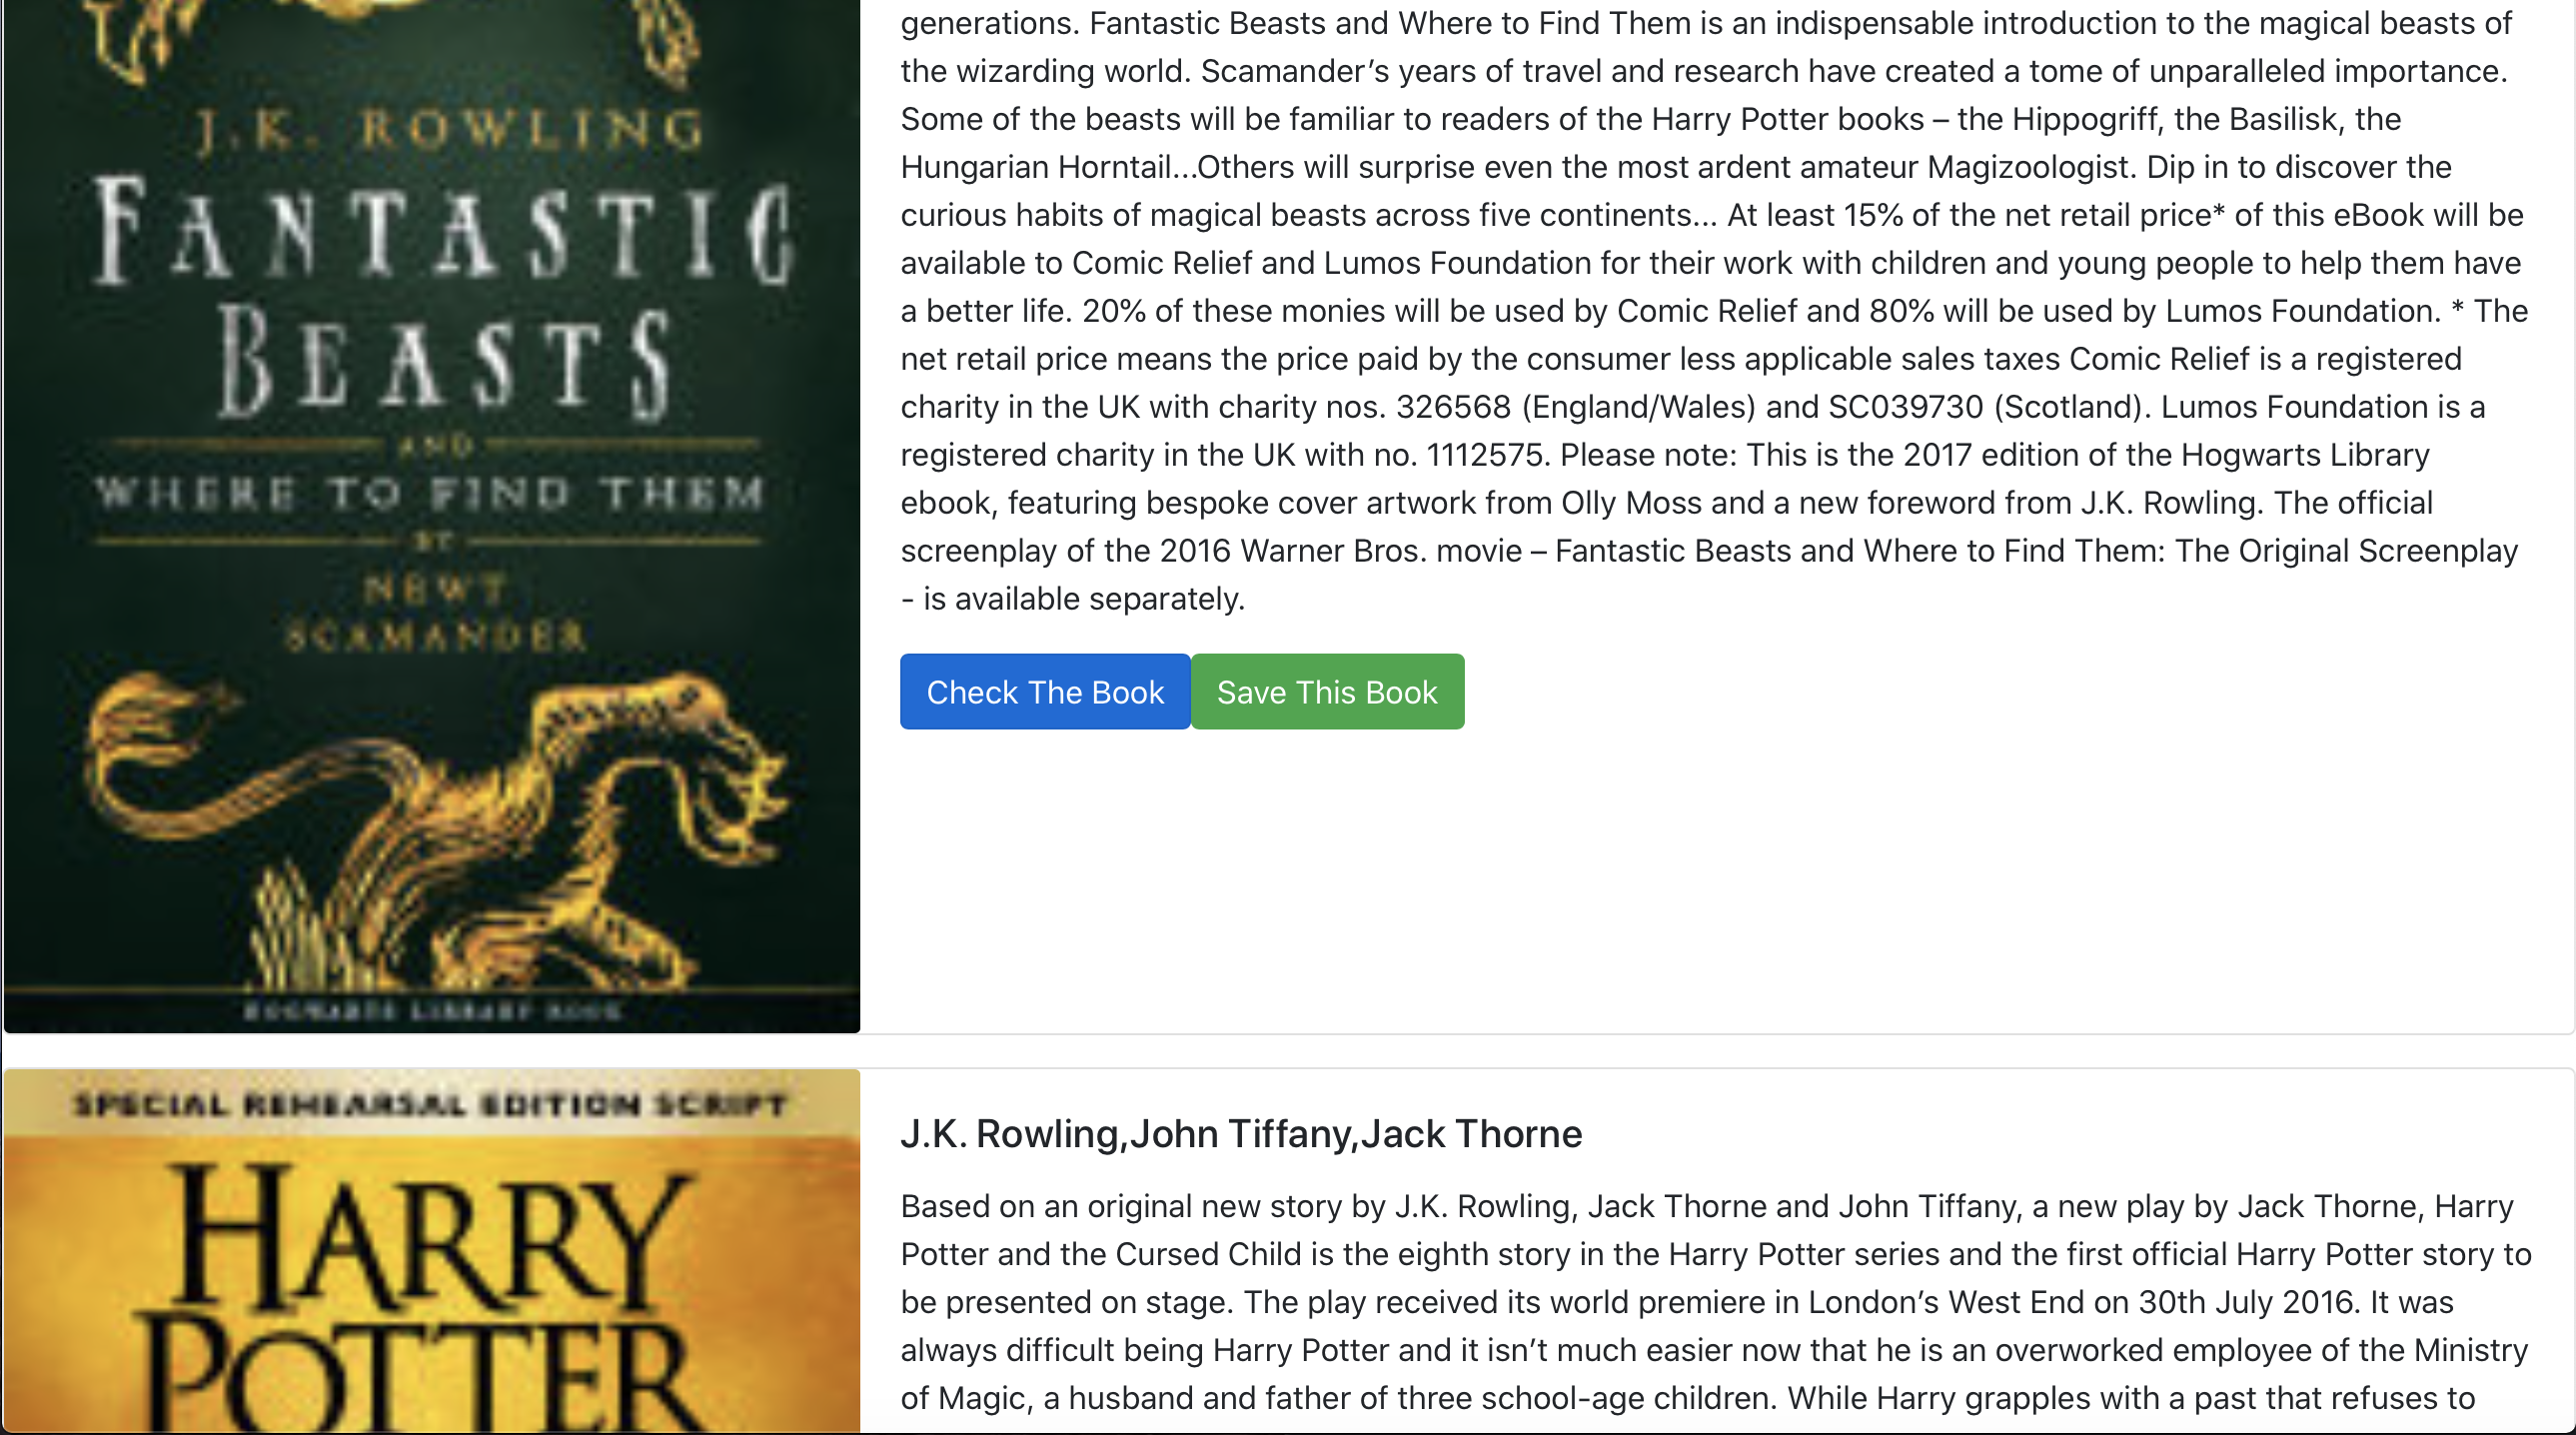 J.K. ROWLING
FANTASTIC
BEASTS
AND
WHERE TO FIND THEM
BY
NEWT
SCAMANDER
HOGWARTS LIBRARY BOOK
generations. Fantastic Beasts and Where to Find Them is an indispensable introduction to the magical beasts of
the wizarding world. Scamander’s years of travel and research have created a tome of unparalleled importance.
Some of the beasts will be familiar to readers of the Harry Potter books – the Hippogriff, the Basilisk, the
Hungarian Horntail…Others will surprise even the most ardent amateur Magizoologist. Dip in to discover the
curious habits of magical beasts across five continents… At least 15% of the net retail price* of this eBook will be
available to Comic Relief and Lumos Foundation for their work with children and young people to help them have
a better life. 20% of these monies will be used by Comic Relief and 80% will be used by Lumos Foundation. * The
net retail price means the price paid by the consumer less applicable sales taxes Comic Relief is a registered
charity in the UK with charity nos. 326568 (England/Wales) and SC039730 (Scotland). Lumos Foundation is a
registered charity in the UK with no. 1112575. Please note: This is the 2017 edition of the Hogwarts Library
ebook, featuring bespoke cover artwork from Olly Moss and a new foreword from J.K. Rowling. The official
screenplay of the 2016 Warner Bros. movie – Fantastic Beasts and Where to Find Them: The Original Screenplay
- is available separately.
Check The Book Save This Book
SPECIAL REHEARSAL EDITION SCRIPT
HARRY
POTTER
J.K. Rowling,John Tiffany,Jack Thorne
Based on an original new story by J.K. Rowling, Jack Thorne and John Tiffany, a new play by Jack Thorne, Harry
Potter and the Cursed Child is the eighth story in the Harry Potter series and the first official Harry Potter story to
be presented on stage. The play received its world premiere in London’s West End on 30th July 2016. It was
always difficult being Harry Potter and it isn’t much easier now that he is an overworked employee of the Ministry
of Magic, a husband and father of three school-age children. While Harry grapples with a past that refuses to